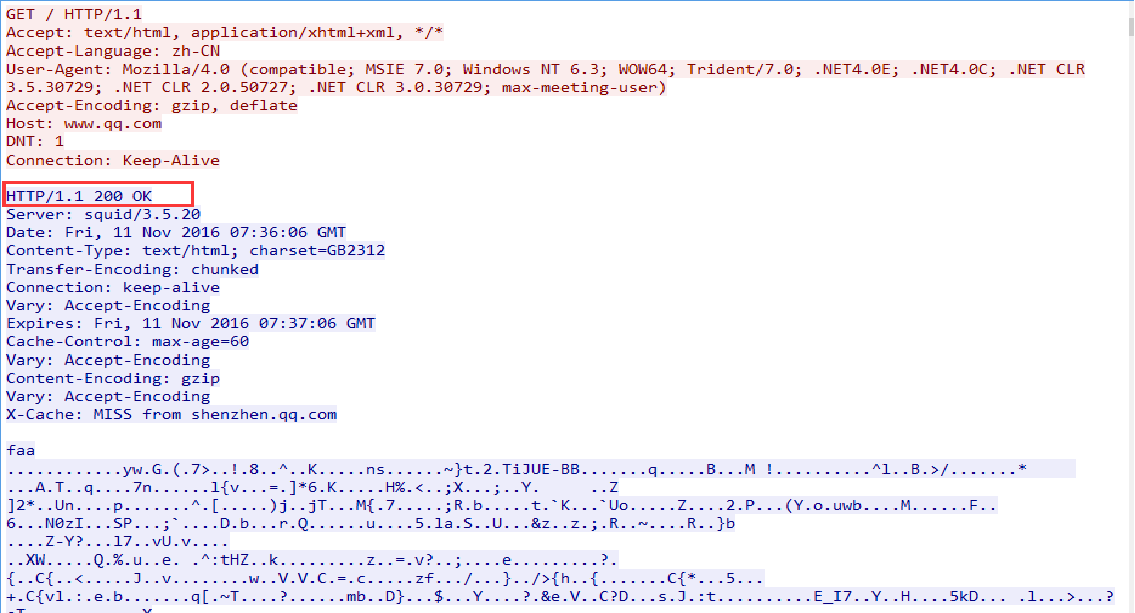 GET / HTTP/1.1
Accept: text/html, application/xhtml+xml, */*
Accept-Language: zh-CN
User-Agent: Mozilla/4.0 (compatible; MSIE 7.0; Windows NT 6.3; WOW64; Trident/7.0; .NET4.0E; .NET4.0C; .NET CLR
3.5.30729; .NET CLR 2.0.50727; .NET CLR 3.0.30729; max-meeting-user)
Accept-Encoding: gzip, deflate
Host: www.qq.com
DNT: 1
Connection: Keep-Alive
HTTP/1.1 200 OK
Server: squid/3.5.20
Date: Fri, 11 Nov 2016 07:36:06 GMT
Content-Type: text/html; charset=GB2312
Transfer-Encoding: chunked
Connection: keep-alive
Vary: Accept-Encoding
Expires: Fri, 11 Nov 2016 07:37:06 GMT
Cache-Control: max-age=60
Vary: Accept-Encoding
Content-Encoding: gzip
Vary: Accept-Encoding
X-Cache: MISS from shenzhen.qq.com
faa
............yw.G.(.7>..!.8..^..K.....ns......~}t.2.TiJUE-BB.......q.....B...M !..........^l..B.>/.......*
...A.T..q....7n......l{v...=.]*6.K.....H%.<..;X...;..Y. ..Z
]2*..Un....p.......^.[.....)j..jT...M{.7.....;R.b.....t.`K...`Uo.....Z....2.P...(Y.o.uwb....M......F..
6...N0zI...SP...;`....D.b...r.Q......u....5.la.S..U...&z..z.;.R..~....R..}b
....Z-Y?...l7..vU.v....
..XW.....Q.%.u..e. .^:tHZ..k.........z..=.v?..;....e.........?.
{..C{..<.....J..v........w..V.V.C.=.c.....zf.../...}../>{h..{.......C{*...5...
+.C{vl.:.e.b.......q[.~T....?......mb..D}...$...Y....?.&e.V..C?D...s.J.:t..........E_I7..Y..H....5kD... .l...>...?